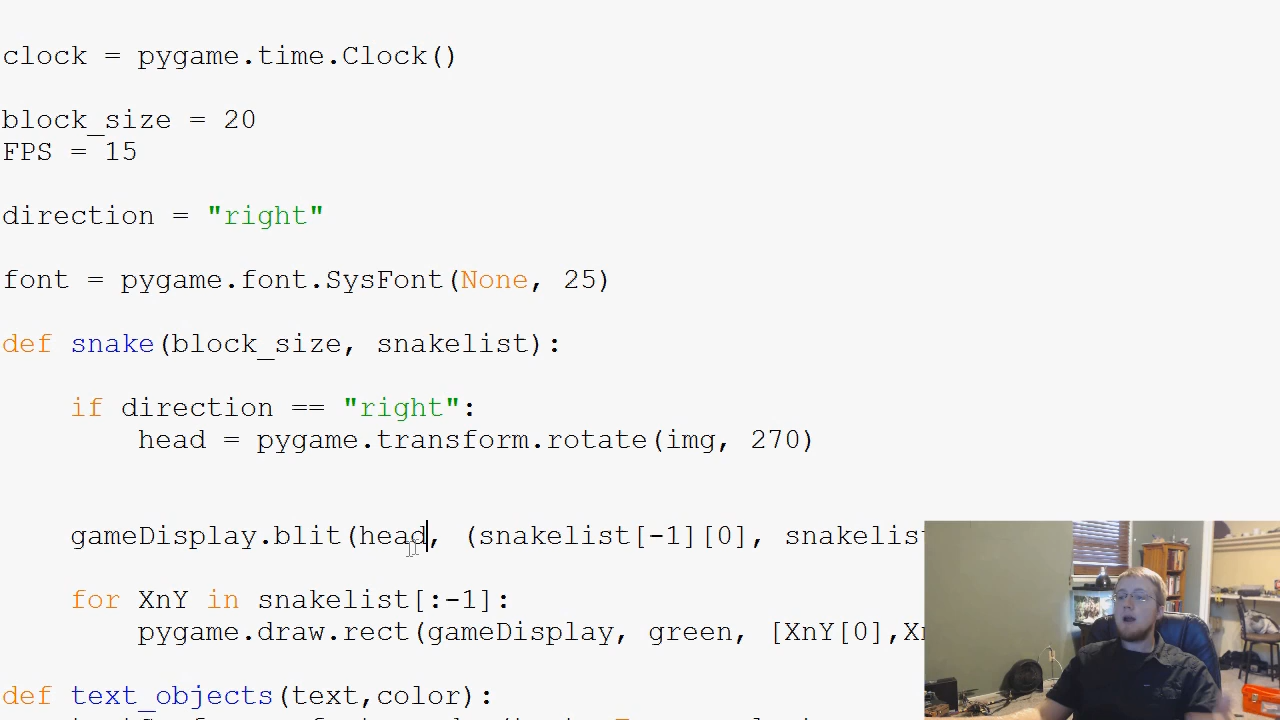 clock = pygame.time.Clock()
block_size = 20
FPS = 15
direction = "right"
font = pygame.font.SysFont(None, 25)
def snake(block_size, snakelist):
if direction == "right":
head = pygame.transform.rotate(img, 270)
gameDisplay.blit(head, (snakelist[-1][0], snakelist
for XnY in snakelist[:-1]:
pygame.draw.rect(gameDisplay, green, [XnY[0],Xn
def text_objects(text,color):